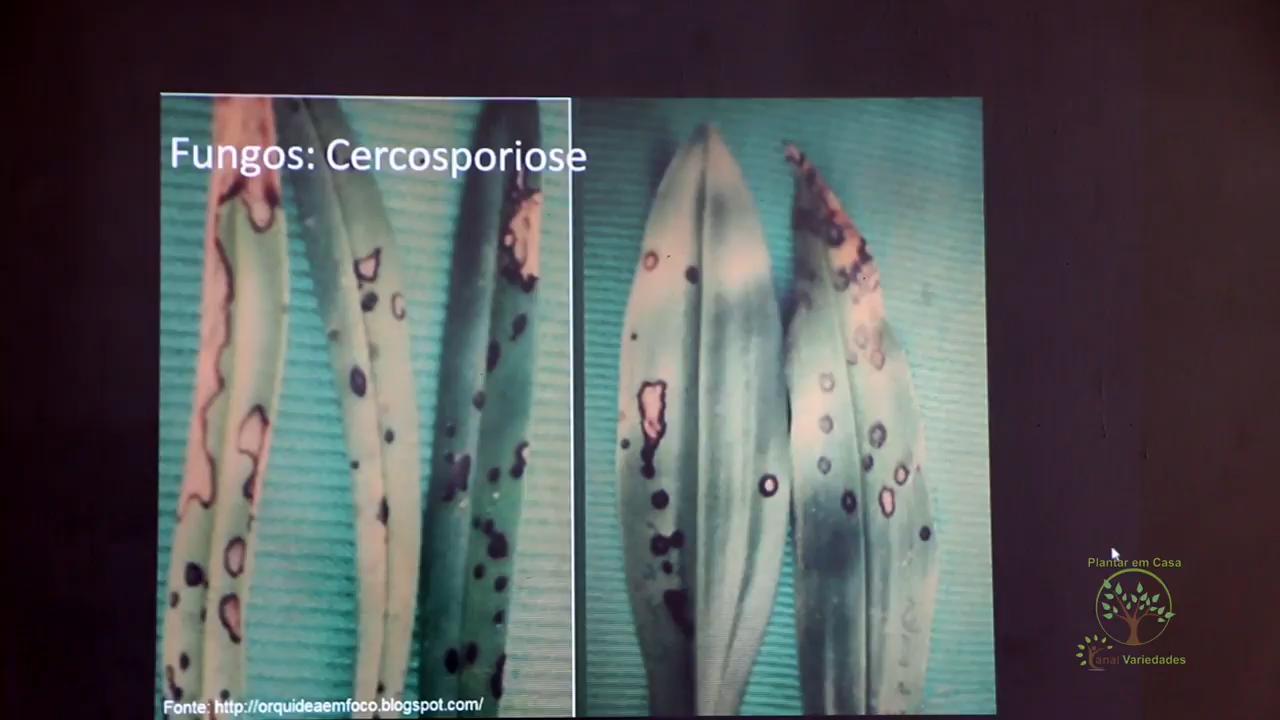 Fungos: Cercosporiose
Fonte: http://orquideaemfoco.blogspot.com/
Plantar em Casa
Canal Variedades